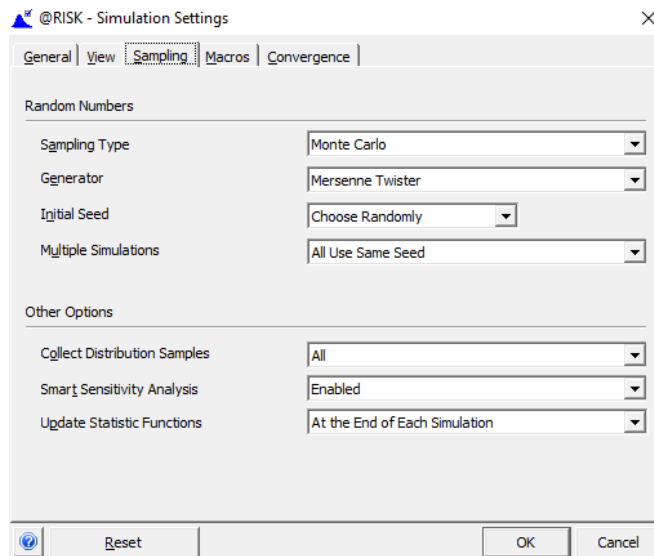 @RISK - Simulation Settings
General View Sampling Macros Convergence
Random Numbers
Sampling Type Monte Carlo
Generator Mersenne Twister
Initial Seed Choose Randomly
Multiple Simulations All Use Same Seed
Other Options
Collect Distribution Samples All
Smart Sensitivity Analysis Enabled
Update Statistic Functions At the End of Each Simulation
? Reset OK Cancel